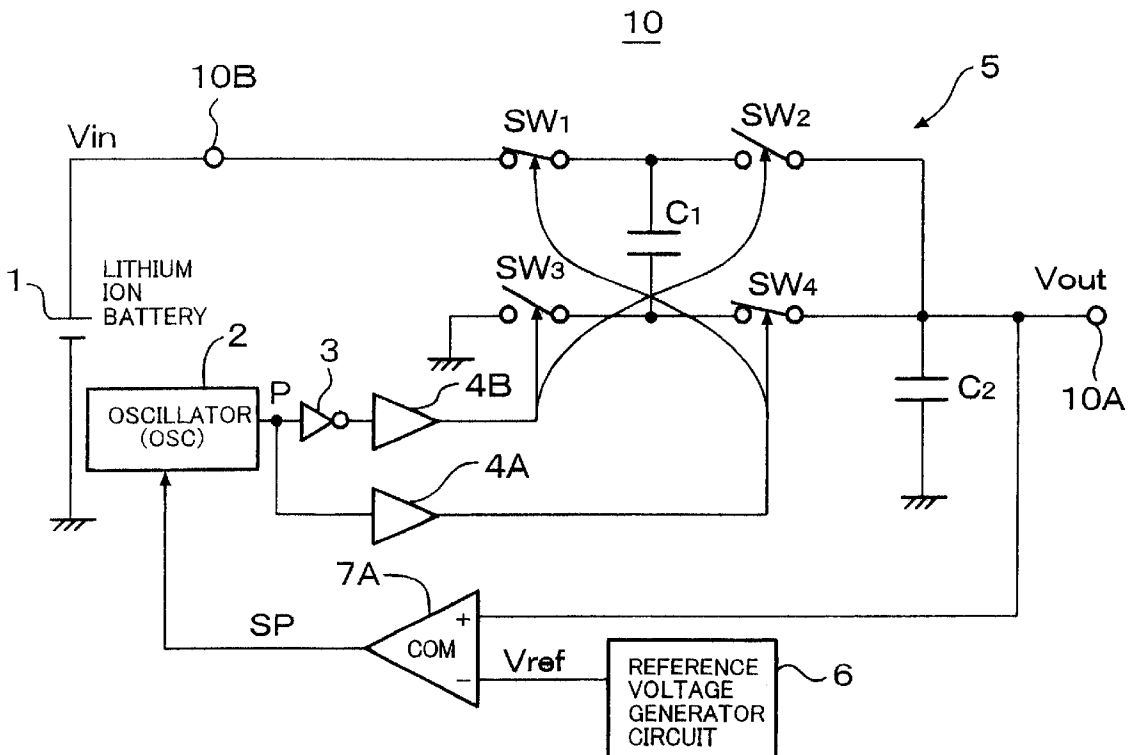 10
10B
5
Vin
SW1
SW2
C1
1
LITHIUM
ION
BATTERY
SW3
SW4
Vout
2
3
4B
P
OSCILLATOR
(OSC)
C2
10A
4A
7A
+
SP
COM
Vref
−
REFERENCE
VOLTAGE
GENERATOR
CIRCUIT
6